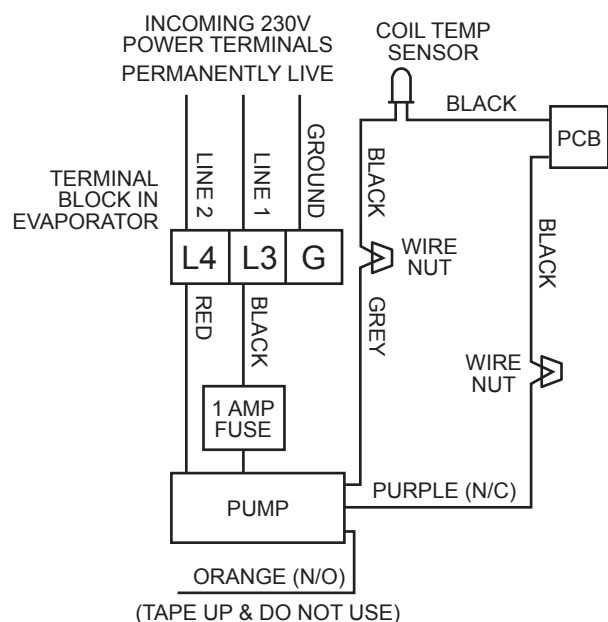 INCOMING 230V
POWER TERMINALS
PERMANENTLY LIVE
COIL TEMP
SENSOR
BLACK
PCB
LINE 2
LINE 1
GROUND
BLACK
TERMINAL
BLOCK IN
EVAPORATOR
L4
L3
G
WIRE
NUT
BLACK
RED
BLACK
GREY
WIRE
NUT
1 AMP
FUSE
PUMP
PURPLE (N/C)
ORANGE (N/O)
(TAPE UP & DO NOT USE)